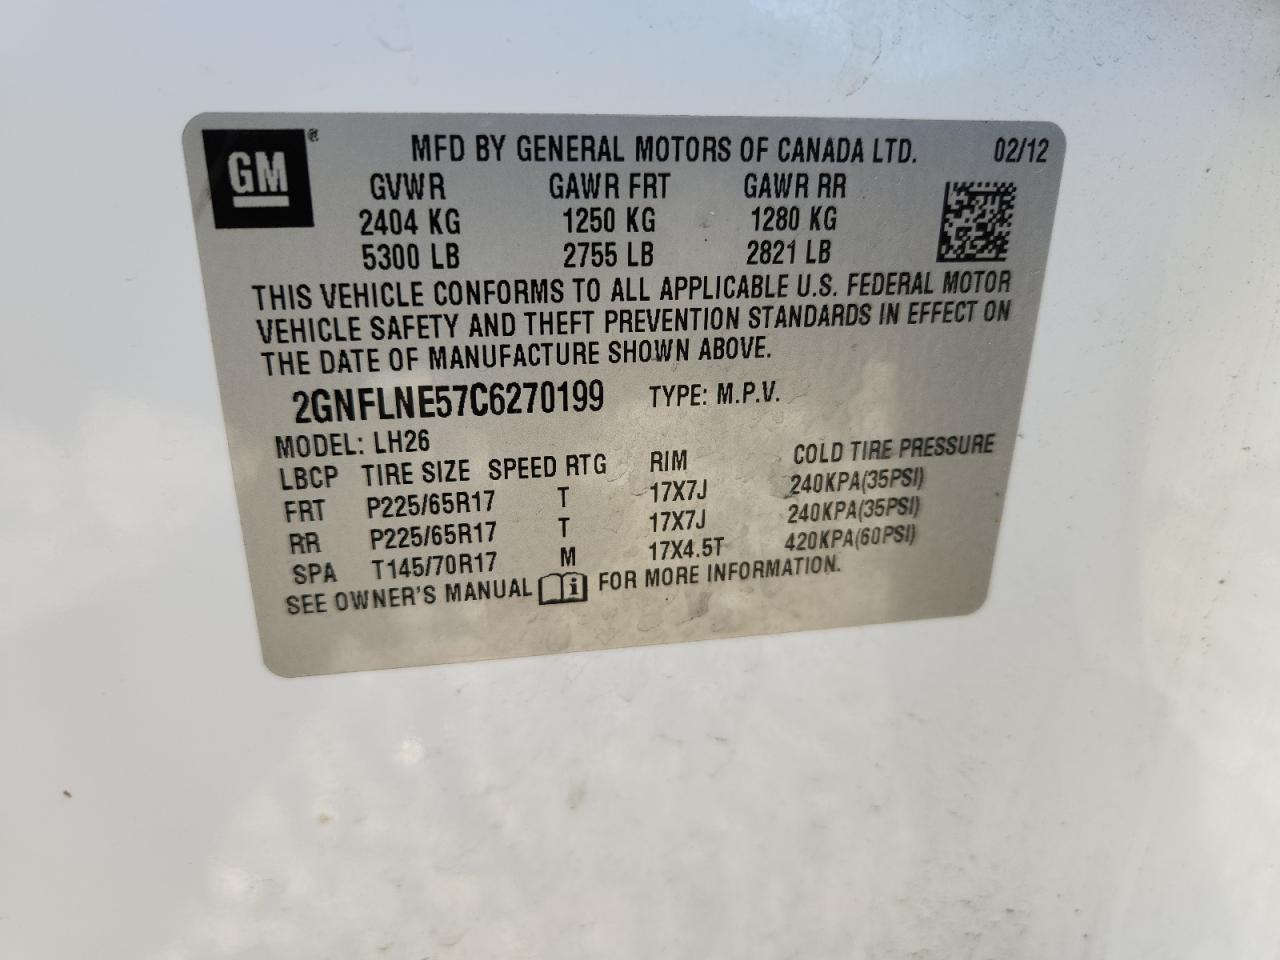 GM ®
MFD BY GENERAL MOTORS OF CANADA LTD. 02/12
GVWR GAWR FRT GAWR RR
2404 KG 1250 KG 1280 KG
5300 LB 2755 LB 2821 LB
THIS VEHICLE CONFORMS TO ALL APPLICABLE U.S. FEDERAL MOTOR
VEHICLE SAFETY AND THEFT PREVENTION STANDARDS IN EFFECT ON
THE DATE OF MANUFACTURE SHOWN ABOVE.
2GNFLNE57C6270199 TYPE: M.P.V.
MODEL: LH26
LBCP TIRE SIZE SPEED RTG RIM COLD TIRE PRESSURE
FRT P225/65R17 T 17X7J 240KPA(35PSI)
RR P225/65R17 T 17X7J 240KPA(35PSI)
SPA T145/70R17 M 17X4.5T 420KPA(60PSI)
SEE OWNER'S MANUAL i FOR MORE INFORMATION.